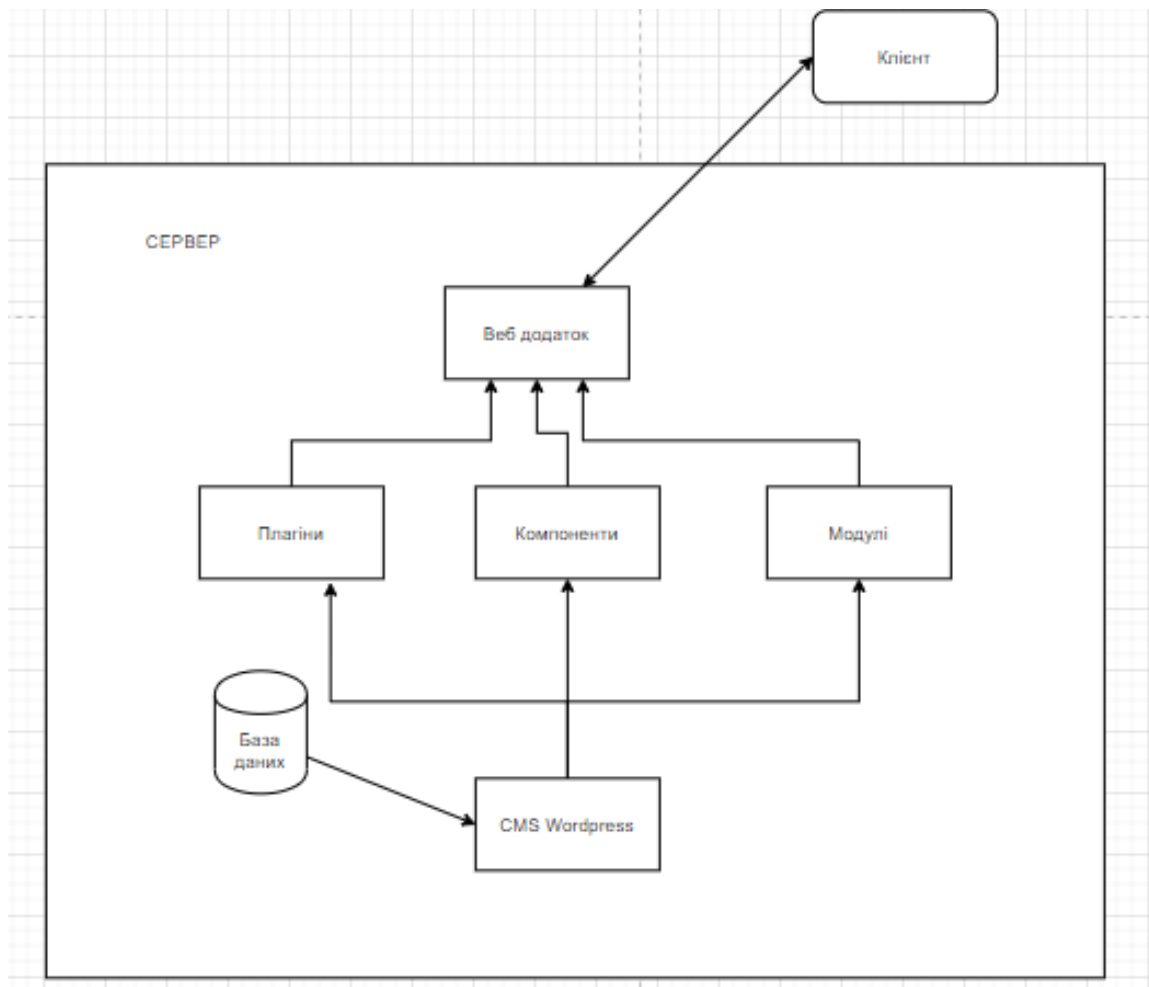 Клієнт
СЕРВЕР
Веб додаток
Плагіни
Компоненти
Модулі
База
даних
CMS Wordpress